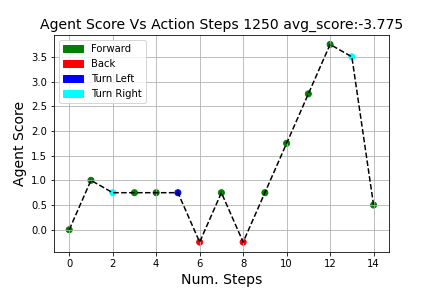 Agent Score Vs Action Steps 1250 avg_score:-3.775
Forward
Back
Turn Left
Turn Right
Agent Score
3.5
3.0
2.5
2.0
1.5
1.0
0.5
0.0
0 2 4 6 8 10 12 14
Num. Steps